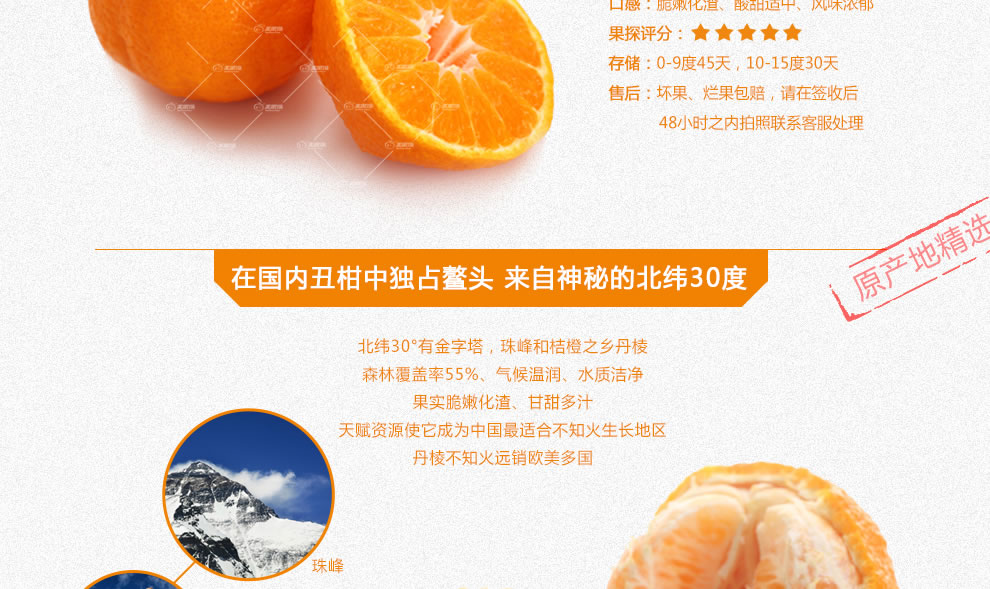 口感：脆嫩化渣、酸甜适中、风味浓郁
果探评分：★★★★★
存储：0-9度45天，10-15度30天
售后：坏果、烂果包赔，请在签收后
48小时之内拍照联系客服处理
原产地精选
在国内丑柑中独占鳌头 来自神秘的北纬30度
北纬30°有金字塔，珠峰和桔橙之乡丹棱
森林覆盖率55%、气候温润、水质洁净
果实脆嫩化渣、甘甜多汁
天赋资源使它成为中国最适合不知火生长地区
丹棱不知火远销欧美多国
珠峰